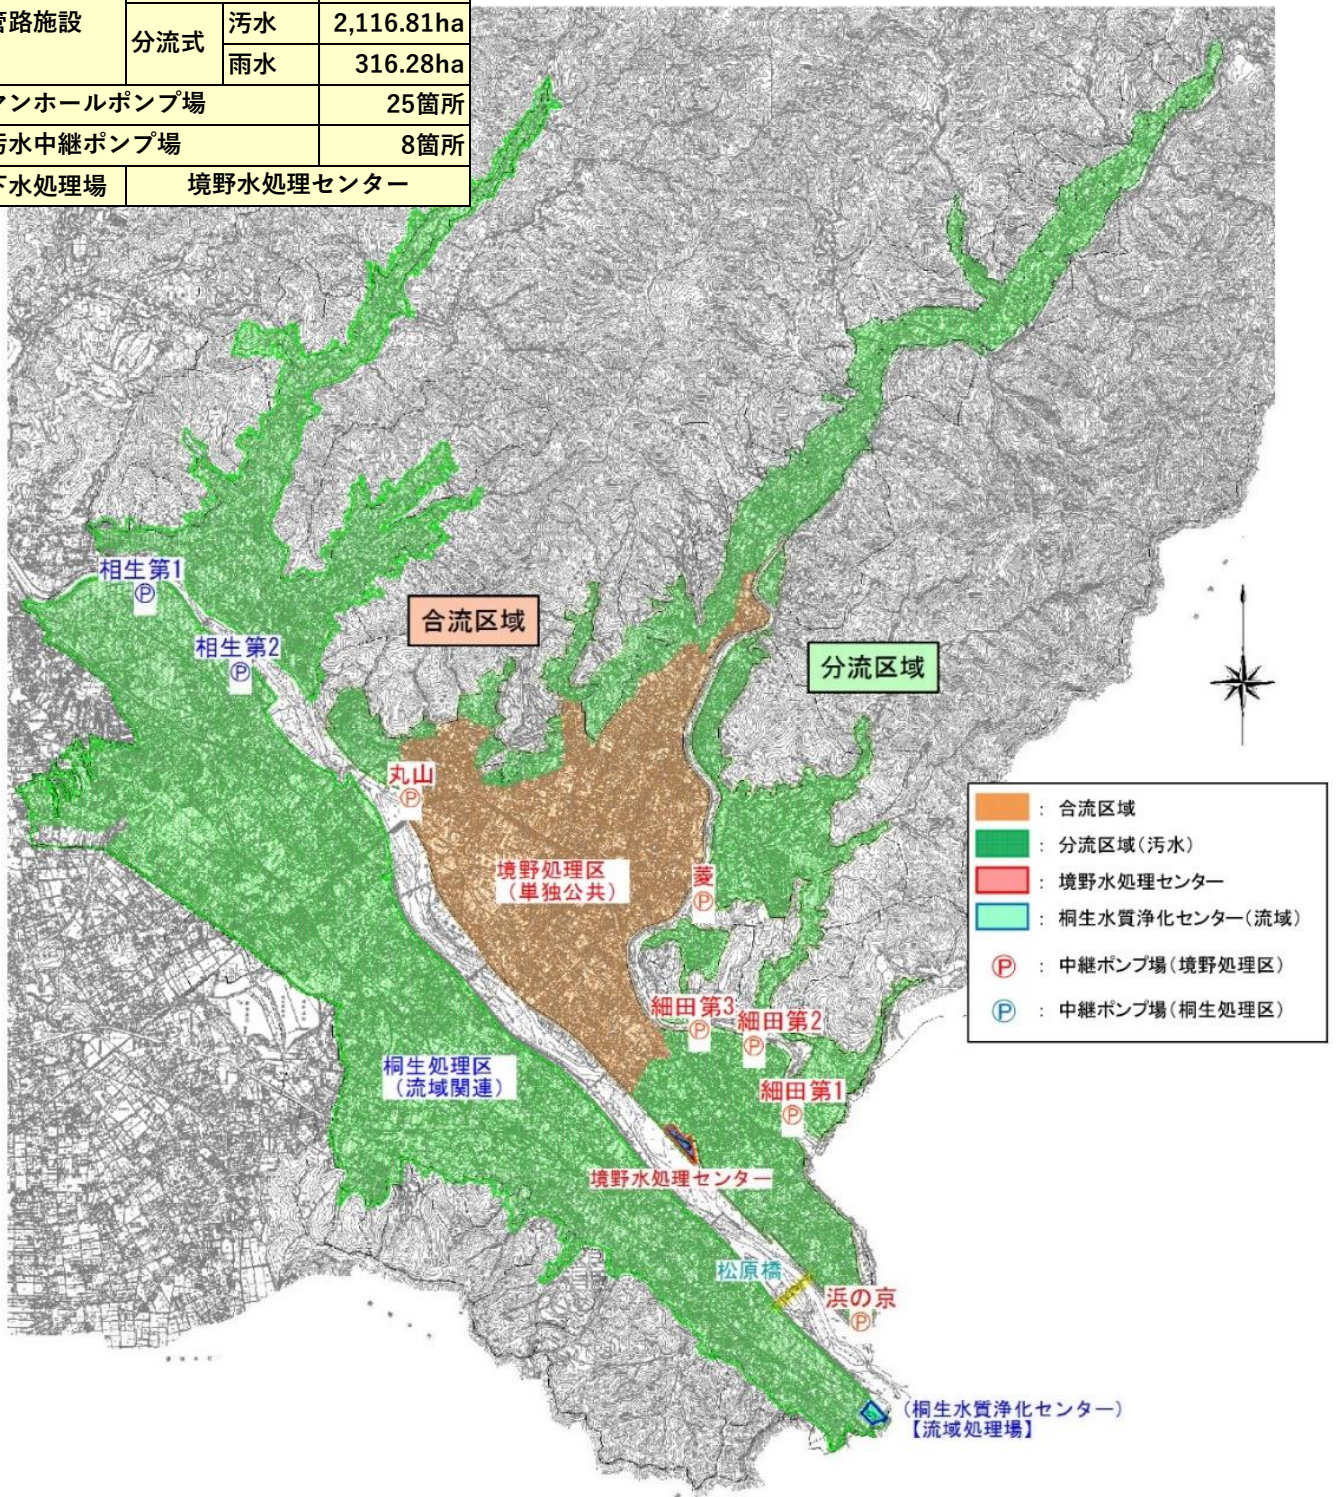 管路施設
分流式
汚水
2,116.81ha
雨水
316.28ha
マンホールポンプ場
25箇所
汚水中継ポンプ場
8箇所
下水処理場
境野水処理センター
相生第1
Ⓟ
合流区域
相生第2
Ⓟ
分流区域
丸山
Ⓟ
境野処理区
(単独公共)
菱
Ⓟ
: 合流区域
: 分流区域(汚水)
: 境野水処理センター
: 桐生水質浄化センター(流域)
Ⓟ : 中継ポンプ場(境野処理区)
Ⓟ : 中継ポンプ場(桐生処理区)
細田第3
Ⓟ
細田第2
Ⓟ
桐生処理区
(流域関連)
細田第1
Ⓟ
境野水処理センター
松原橋
浜の京
Ⓟ
(桐生水質浄化センター)
【流域処理場】